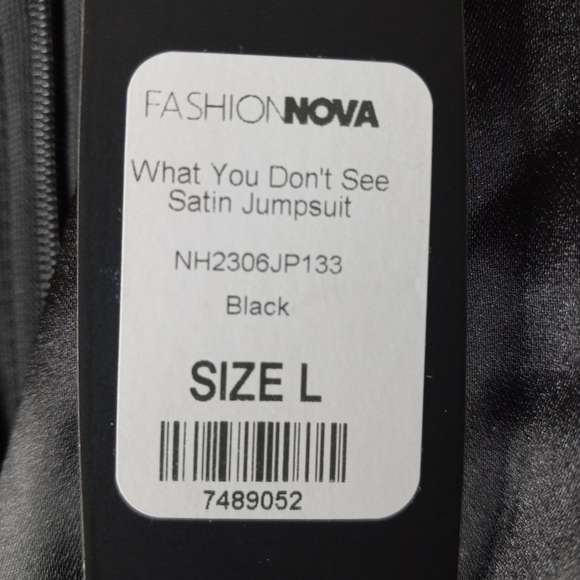 FASHIONNOVA
What You Don't See
Satin Jumpsuit
NH2306JP133
Black
SIZE L
7489052